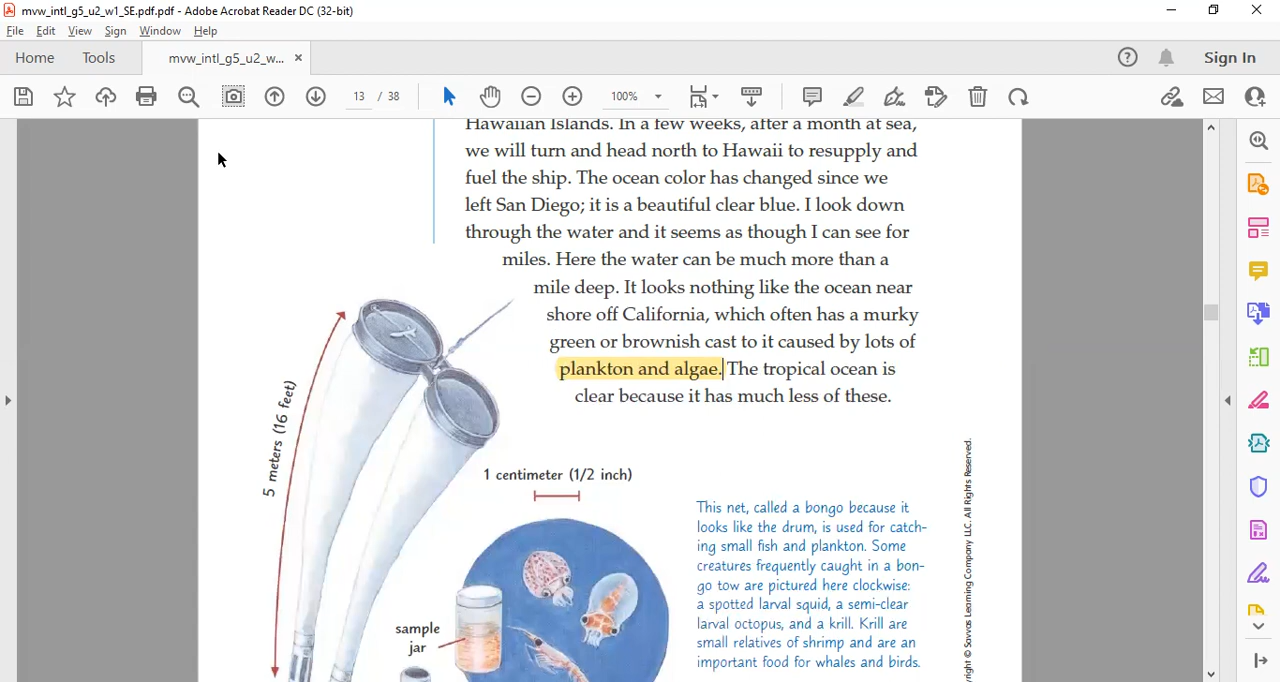 mvw_intl_g5_u2_w1_SE.pdf.pdf - Adobe Acrobat Reader DC (32-bit)
File Edit View Sign Window Help
Home Tools mvw_intl_g5_u2_w... × Sign In
13 / 38 100%
Hawaiian Islands. In a few weeks, after a month at sea,
we will turn and head north to Hawaii to resupply and
fuel the ship. The ocean color has changed since we
left San Diego; it is a beautiful clear blue. I look down
through the water and it seems as though I can see for
miles. Here the water can be much more than a
mile deep. It looks nothing like the ocean near
shore off California, which often has a murky
green or brownish cast to it caused by lots of
plankton and algae. The tropical ocean is
clear because it has much less of these.
5 meters (16 feet)
1 centimeter (1/2 inch)
sample
jar
This net, called a bongo because it
looks like the drum, is used for catch-
ing small fish and plankton. Some
creatures frequently caught in a bon-
go tow are pictured here clockwise:
a spotted larval squid, a semi-clear
larval octopus, and a krill. Krill are
small relatives of shrimp and are an
important food for whales and birds.
right © Savvas Learning Company LLC. All Rights Reserved.